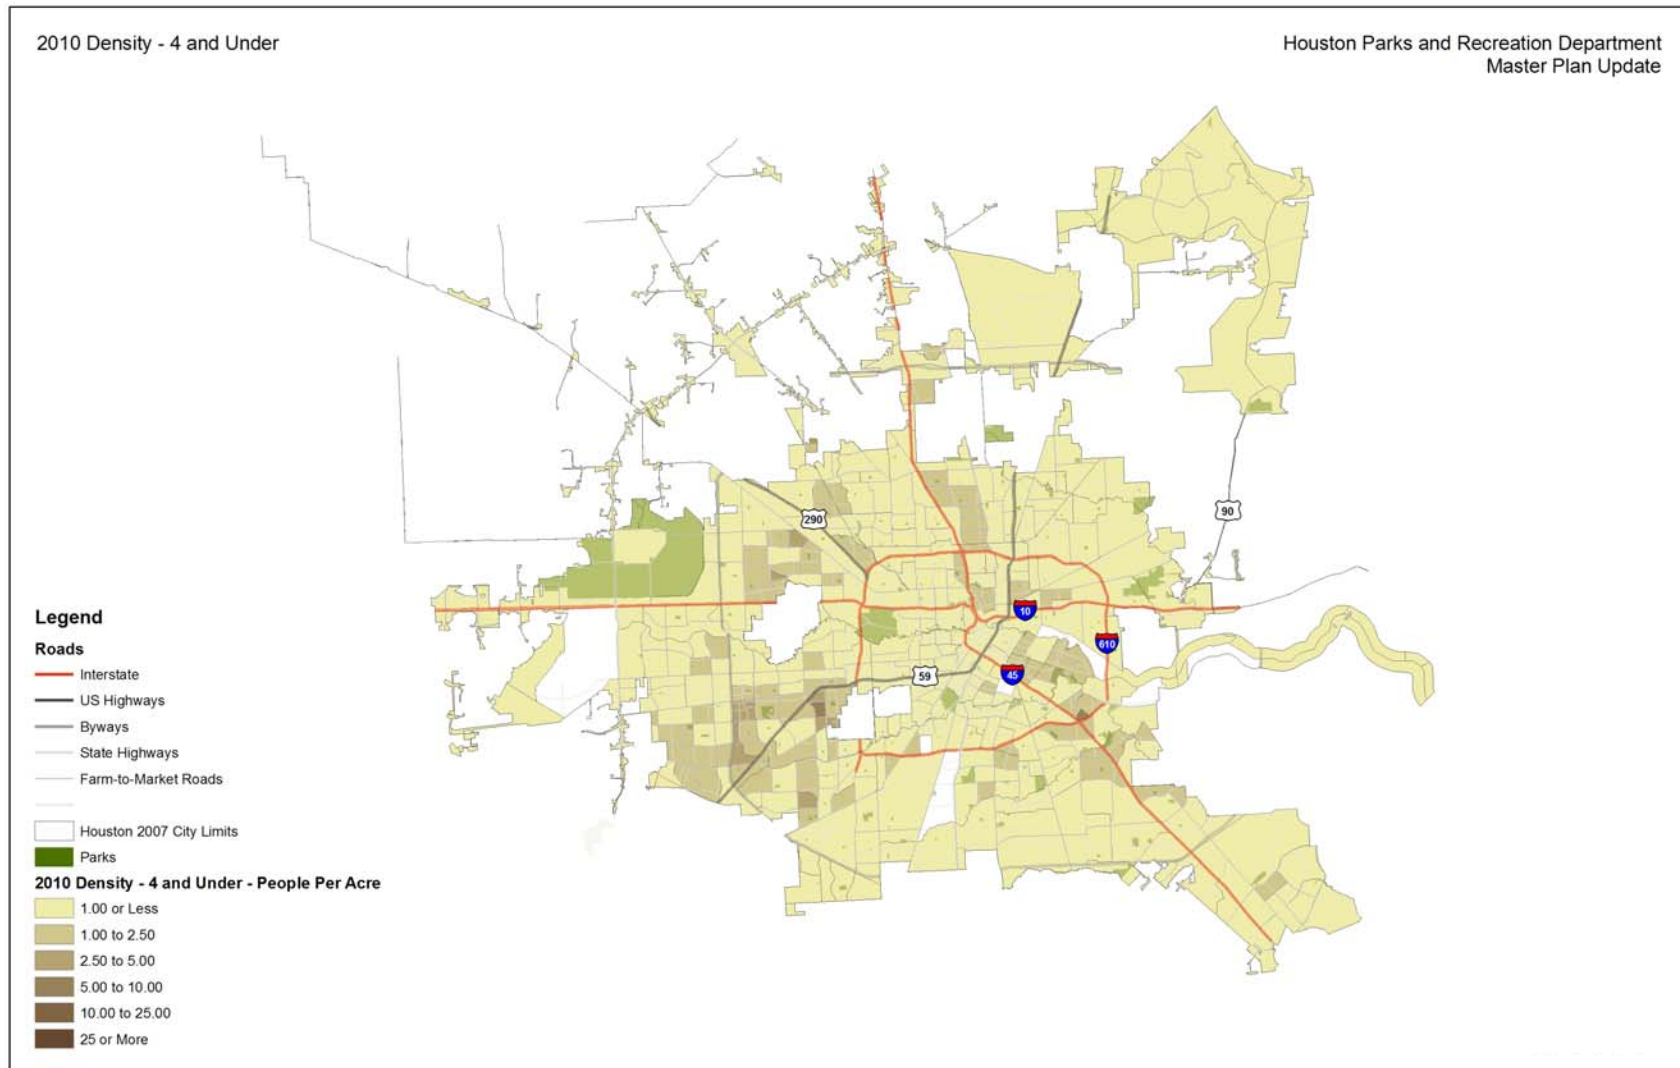 2010 Density - 4 and Under
Houston Parks and Recreation Department
Master Plan Update
290
90
10
610
59
45
Legend
Roads
Interstate
US Highways
Byways
State Highways
Farm-to-Market Roads
Houston 2007 City Limits
Parks
2010 Density - 4 and Under - People Per Acre
1.00 or Less
1.00 to 2.50
2.50 to 5.00
5.00 to 10.00
10.00 to 25.00
25 or More